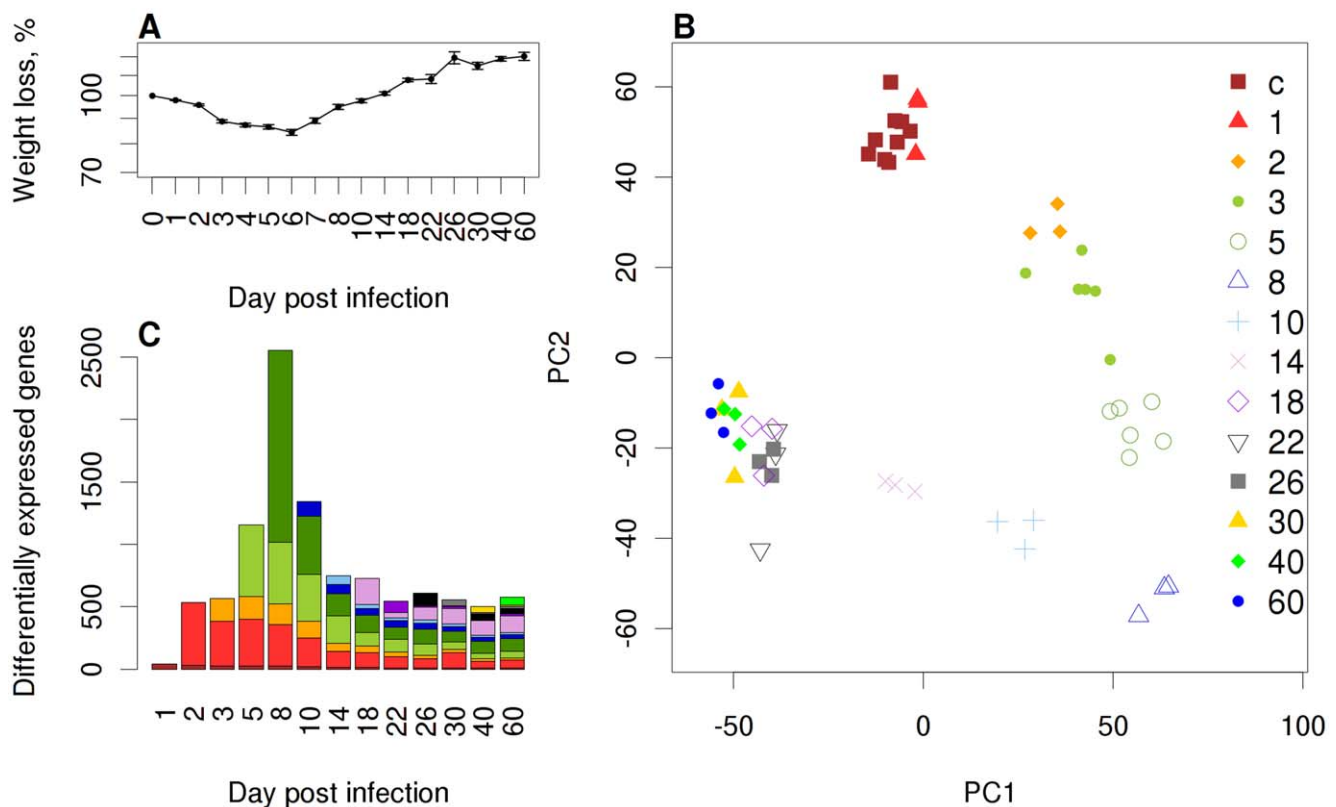 A
Weight loss, %
100
70
0 1 2 3 4 5 6 7 8 10 14 18 22 26 30 40 60
Day post infection
B
PC2
60
40
20
0
-20
-40
-60
-50 0 50 100
PC1
c
1
2
3
5
8
10
14
18
22
26
30
40
60
C
Differentially expressed genes
2500
1500
500
0
1 2 3 5 8 10 14 18 22 26 30 40 60
Day post infection